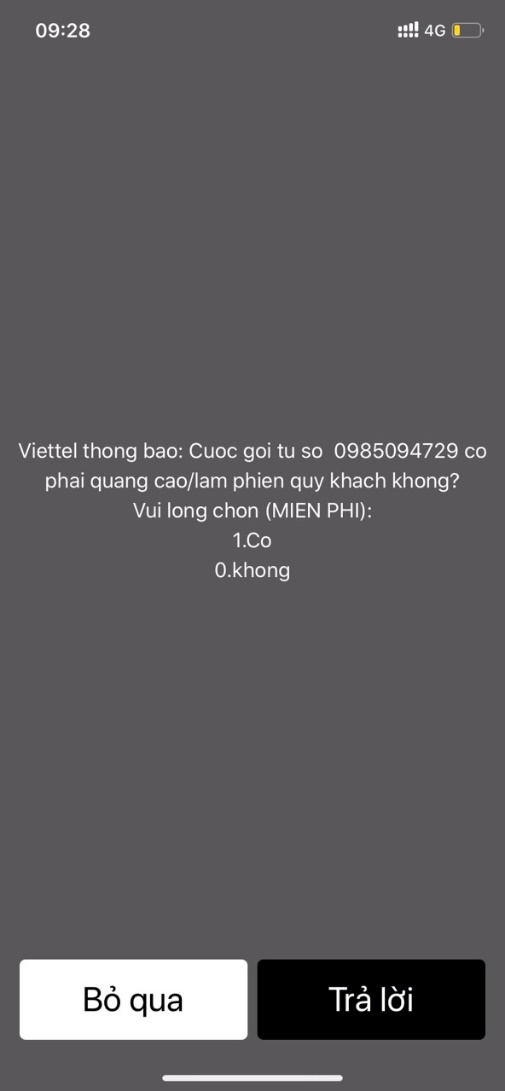 09:28
4G
Viettel thong bao: Cuoc goi tu so  0985094729 co
phai quang cao/lam phien quy khach khong?
Vui long chon (MIEN PHI):
1.Co
0.khong
Bỏ qua
Trả lời